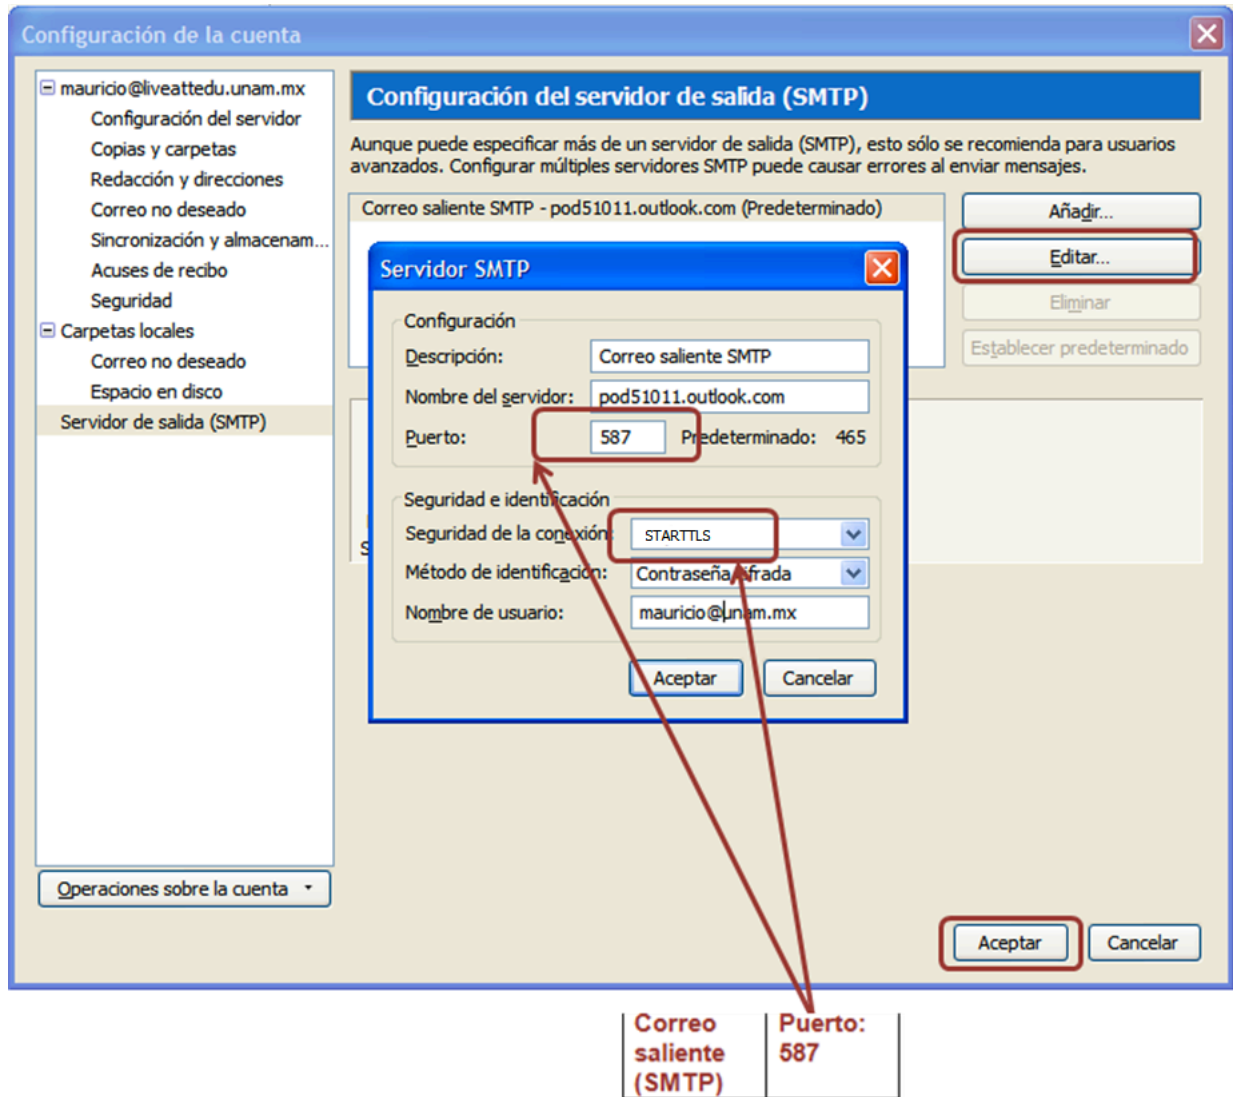 Configuración de la cuenta
mauricio@liveattedu.unam.mx
Configuración del servidor
Copias y carpetas
Redacción y direcciones
Correo no deseado
Sincronización y almacenam...
Acuses de recibo
Seguridad
Carpetas locales
Correo no deseado
Espacio en disco
Servidor de salida (SMTP)
Operaciones sobre la cuenta
Configuración del servidor de salida (SMTP)
Aunque puede especificar más de un servidor de salida (SMTP), esto sólo se recomienda para usuarios
avanzados. Configurar múltiples servidores SMTP puede causar errores al enviar mensajes.
Correo saliente SMTP - pod51011.outlook.com (Predeterminado)
Añadir...
Editar...
Eliminar
Establecer predeterminado
Servidor SMTP
Configuración
Descripción: Correo saliente SMTP
Nombre del servidor: pod51011.outlook.com
Puerto: 587 Predeterminado: 465
Seguridad e identificación
Seguridad de la conexión: STARTTLS
Método de identificación: Contraseña cifrada
Nombre de usuario: mauricio@unam.mx
Aceptar Cancelar
Aceptar Cancelar
Correo
saliente
(SMTP)
Puerto:
587